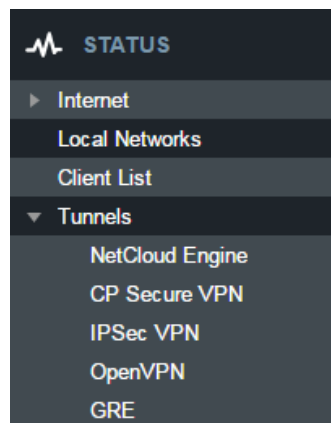 STATUS
Internet
Local Networks
Client List
Tunnels
NetCloud Engine
CP Secure VPN
IPSec VPN
OpenVPN
GRE